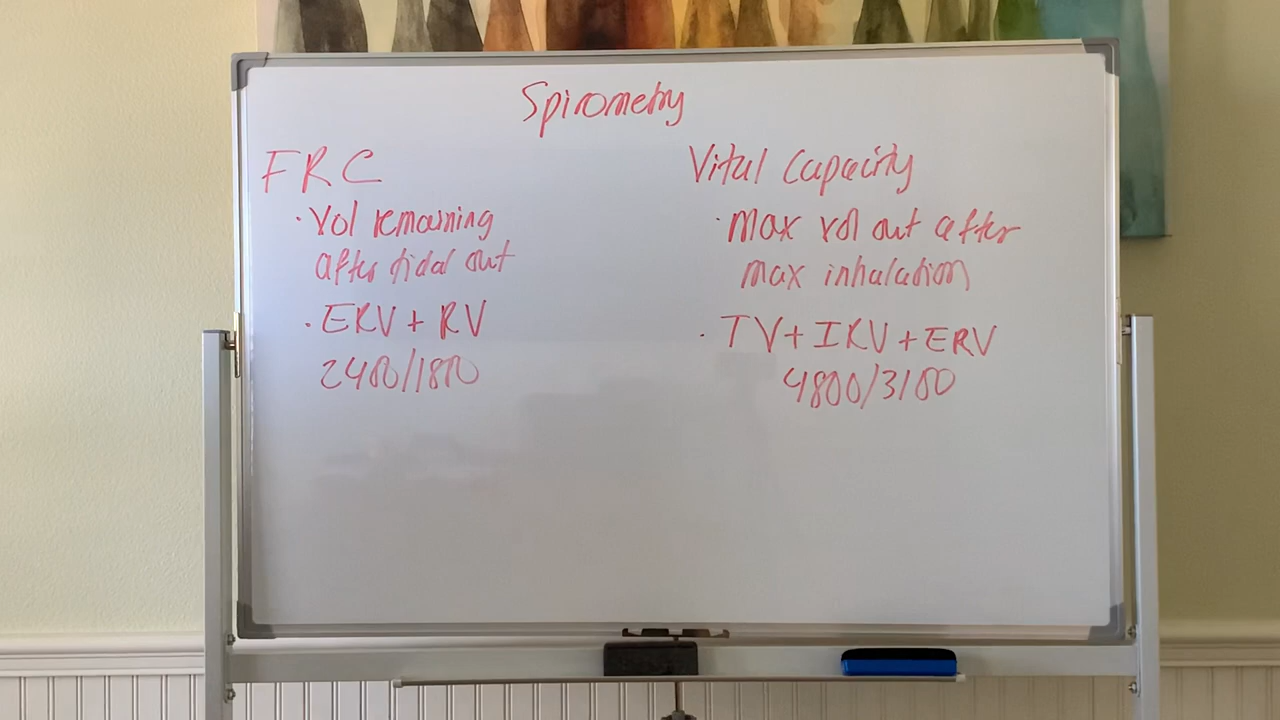 Spirometry
FRC
· Vol remaining
after tidal out
· ERV + RV
2400/1800
Vital Capacity
· Max vol out after
max inhalation
· TV + IRV + ERV
4800/3100